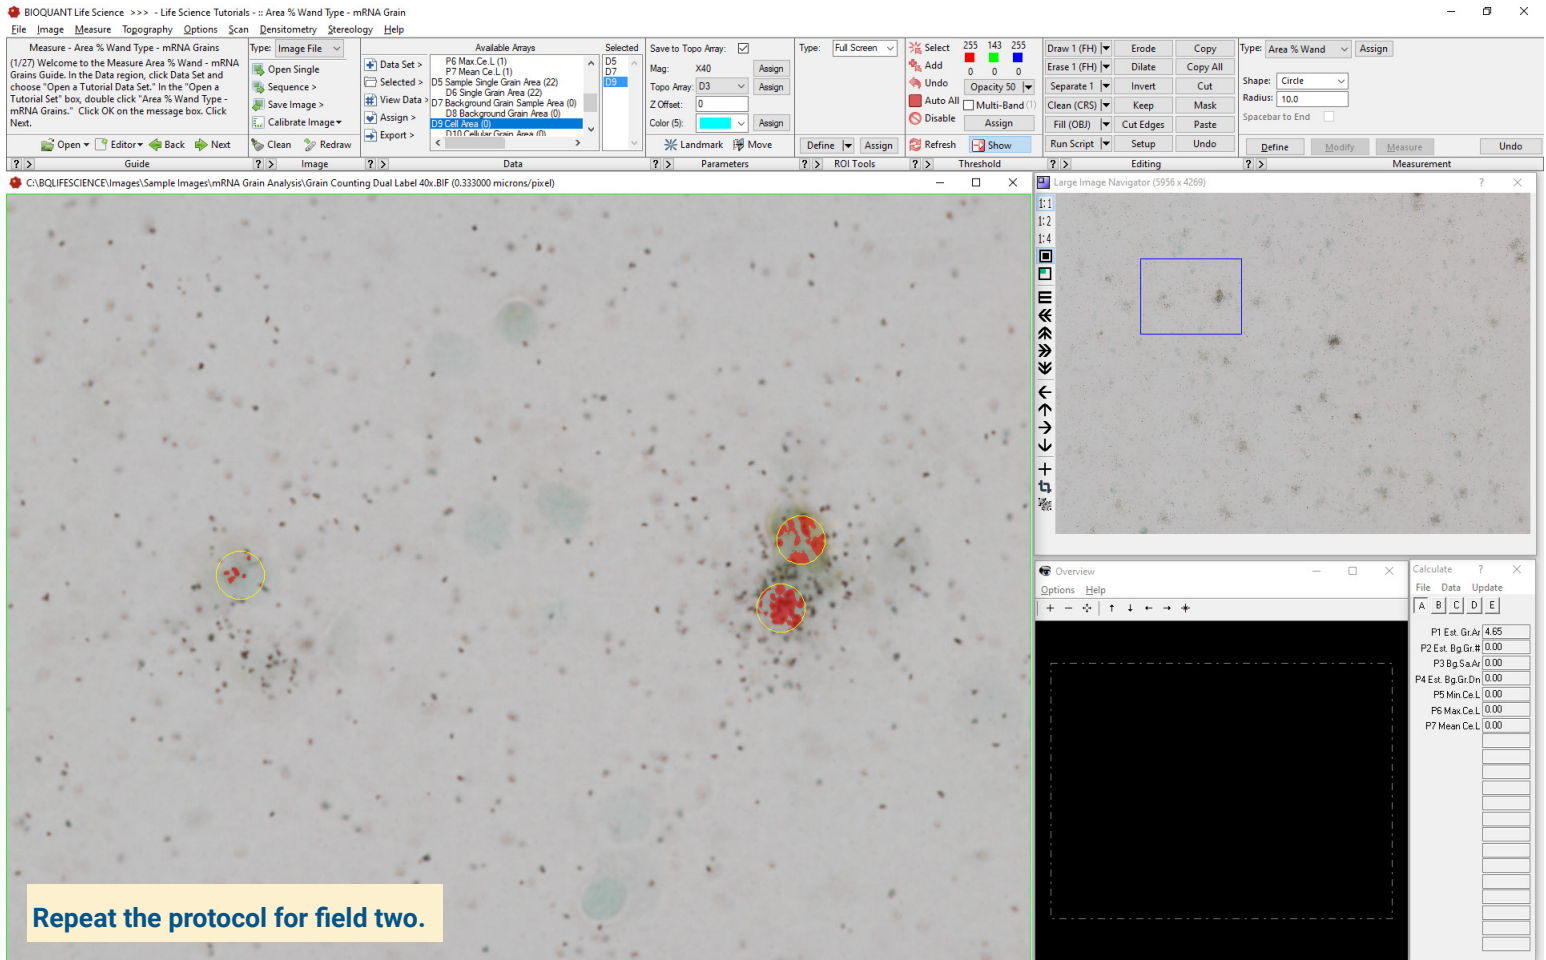 BIOQUANT Life Science >>> - Life Science Tutorials - :: Area % Wand Type - mRNA Grain
File Image Measure Topography Options Scan Densitometry Stereology Help
Measure - Area % Wand Type - mRNA Grains
(1/27) Welcome to the Measure Area % Wand - mRNA
Grains Guide. In the Data region, click Data Set and
choose "Open a Tutorial Data Set." In the "Open a
Tutorial Set" box, double click "Area % Wand Type -
mRNA Grains." Click OK on the message box. Click
Next.
Open Editor Back Next
? > Guide
Type: Image File
Open Single
Sequence >
Save Image >
Calibrate Image
Clean Redraw
? > Image
Available Arrays Selected
Data Set >
Selected >
View Data >
Assign >
Export >
P6 Max.Ce.L (1)
P7 Mean Ce.L (1)
D5 Sample Single Grain Area (22)
D6 Single Grain Area (22)
D7 Background Grain Sample Area (0)
D8 Background Grain Area (0)
D9 Cell Area (0)
D10 Cellular Grain Area (0)
D5
D7
D9
? > Data
Save to Topo Array:
Mag: X40 Assign
Topo Array: D3 Assign
Z Offset: 0
Color (5): Assign
Landmark Move
? > Parameters
Type: Full Screen
Define Assign
? > ROI Tools
Select 255 143 255
Add
0 0 0
Undo Opacity 50
Auto All Multi-Band (1)
Disable Assign
Refresh Show
? > Threshold
Draw 1 (FH) Erode Copy
Erase 1 (FH) Dilate Copy All
Separate 1 Invert Cut
Clean (CRS) Keep Mask
Fill (OBJ) Cut Edges Paste
Run Script Setup Undo
? > Editing
Type: Area % Wand Assign
Shape: Circle
Radius: 10.0
Spacebar to End
Define Modify Measure Undo
? > Measurement
C:\BQLIFESCIENCE\Images\Sample Images\mRNA Grain Analysis\Grain Counting Dual Label 40x.BIF (0.333000 microns/pixel)
Large Image Navigator (5956 x 4269) ?
1:1
1:2
1:4
Overview
Options Help
Calculate ?
File Data Update
A B C D E
P1 Est. Gr.Ar 4.65
P2 Est. Bg.Gr.# 0.00
P3 Bg.Sa.Ar 0.00
P4 Est. Bg.Gr.Dn 0.00
P5 Min.Ce.L 0.00
P6 Max.Ce.L 0.00
P7 Mean Ce.L 0.00
Repeat the protocol for field two.